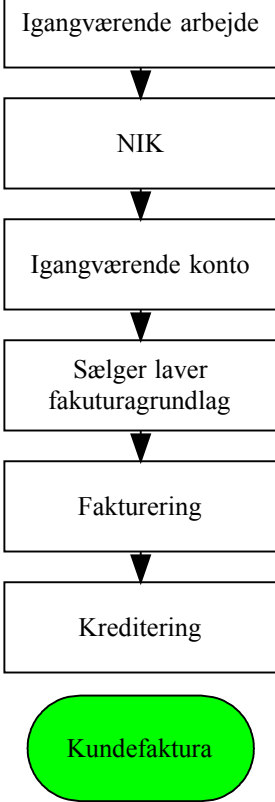 Igangværende arbejde
NIK
Igangværende konto
Sælger laver
fakuturagrundlag
Fakturering
Kreditering
Kundefaktura